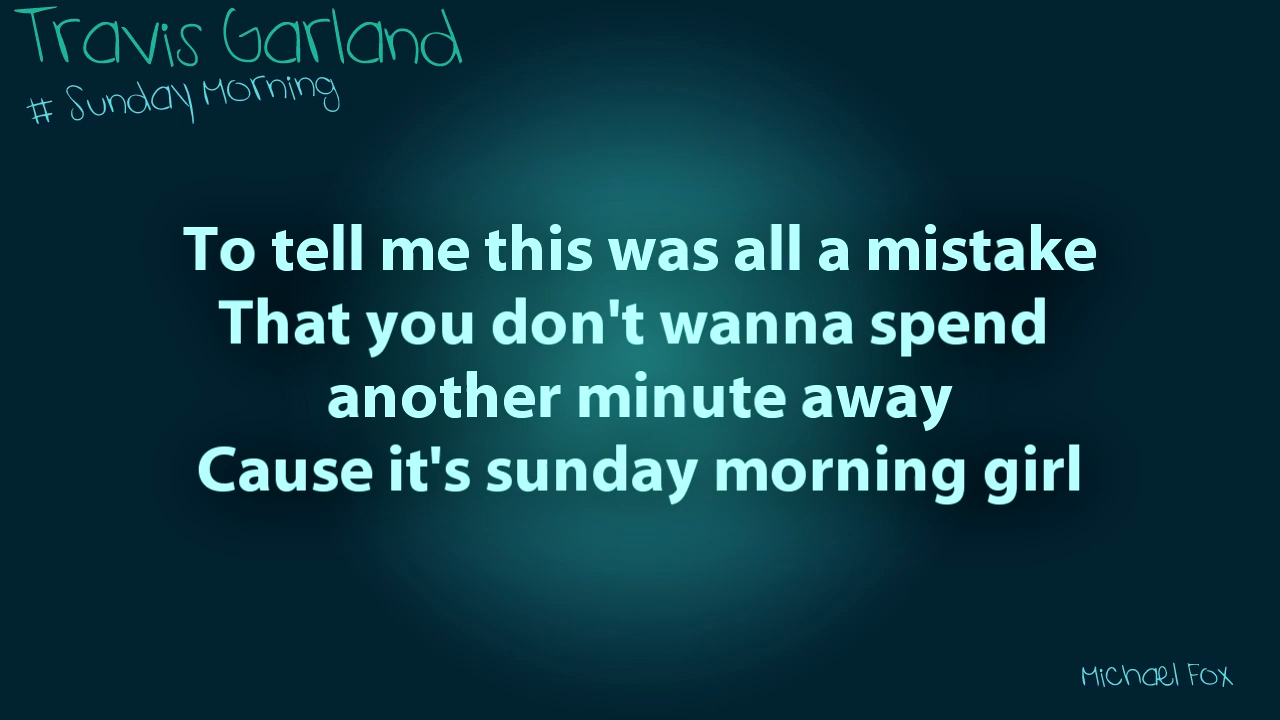 Travis Garland
# Sunday Morning
To tell me this was all a mistake
That you don't wanna spend
another minute away
Cause it's sunday morning girl
Michael Fox